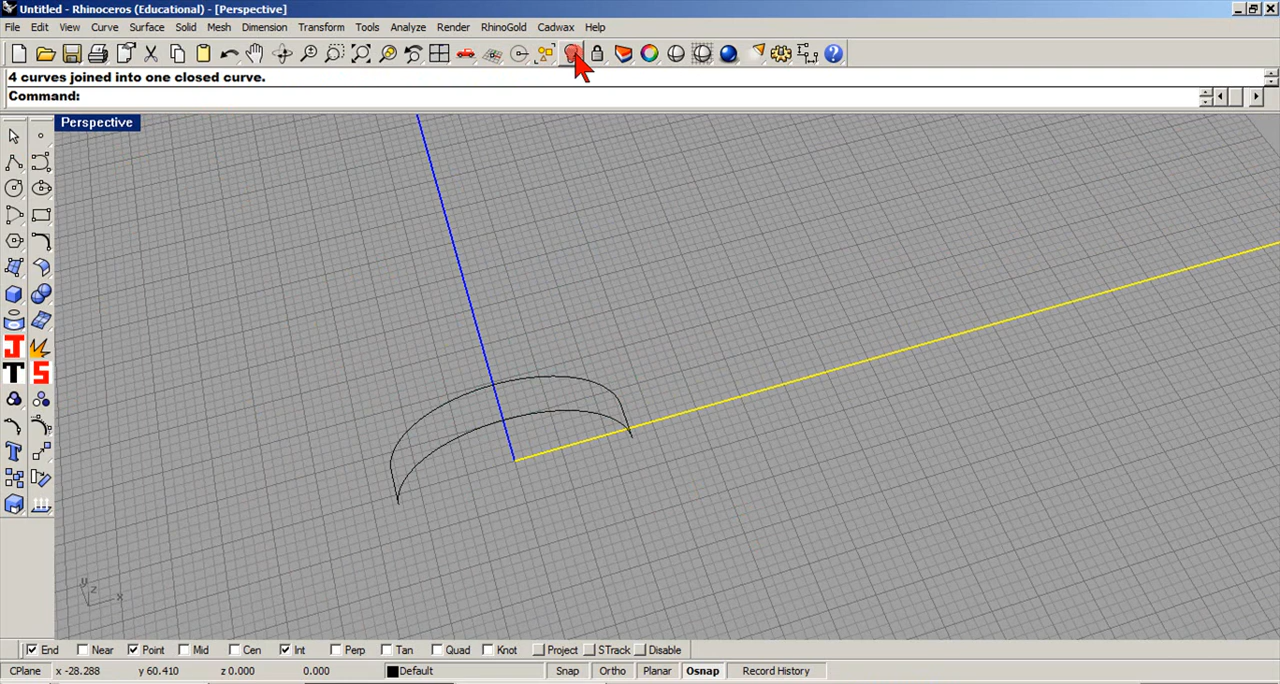 Untitled - Rhinoceros (Educational) - [Perspective]
File Edit View Curve Surface Solid Mesh Dimension Transform Tools Analyze Render RhinoGold Cadwax Help
4 curves joined into one closed curve.
Command:
Perspective
J
T S
T
y
z
x
End Near Point Mid Cen Int Perp Tan Quad Knot Project STrack Disable
CPlane x -28.288 y 60.410 z 0.000 0.000 Default Snap Ortho Planar Osnap Record History